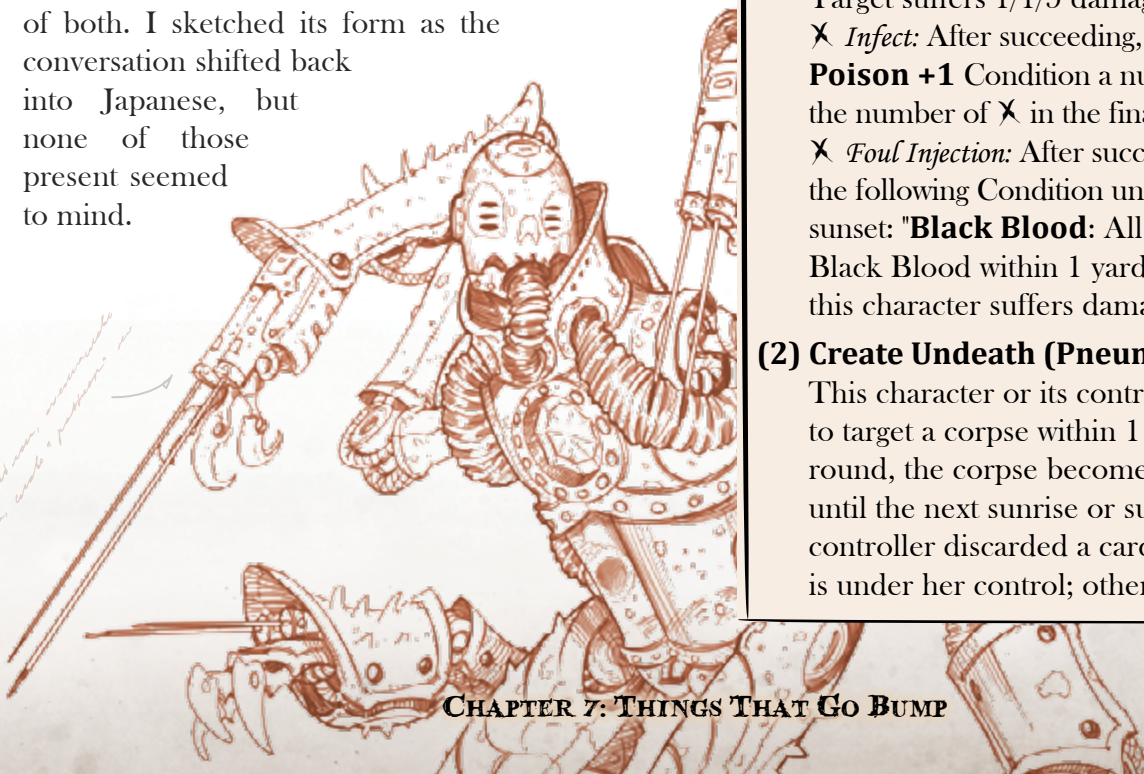 of both. I sketched its form as the
conversation shifted back
into Japanese, but
none of those
present seemed
to mind.
Target suffers 1/1/3 damag
Infect: After succeeding,
Poison +1 Condition a nu
the number of in the fina
Foul Injection: After succ
the following Condition un
sunset: "Black Blood: All
Black Blood within 1 yard
this character suffers dama
(2) Create Undeath (Pneum
This character or its contr
to target a corpse within 1
round, the corpse become
until the next sunrise or su
controller discarded a card
is under her control; other
Chapter 7: Things That Go Bump